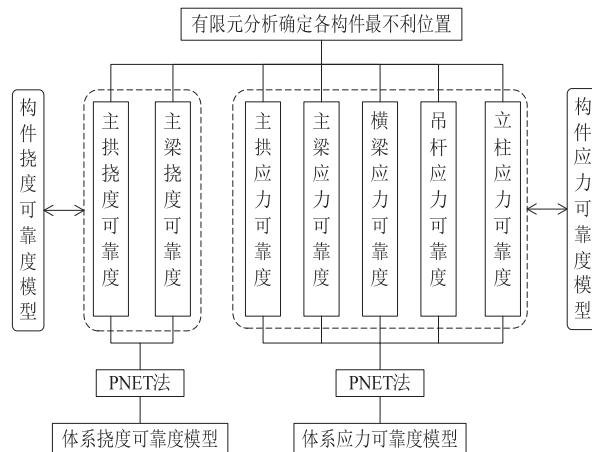 有限元分析确定各构件最不利位置
构件挠度可靠度模型
主拱挠度可靠度
主梁挠度可靠度
主拱应力可靠度
主梁应力可靠度
横梁应力可靠度
吊杆应力可靠度
立柱应力可靠度
构件应力可靠度模型
PNET法
PNET法
体系挠度可靠度模型
体系应力可靠度模型